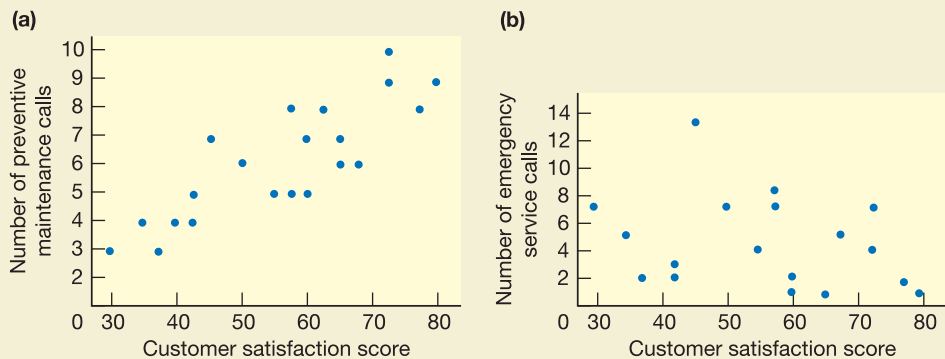 (a)
Number of preventive
maintenance calls
10
9
8
7
6
5
4
3
2
0 30 40 50 60 70 80
Customer satisfaction score
(b)
Number of emergency
service calls
14
12
10
8
6
4
2
0 30 40 50 60 70 80
Customer satisfaction score